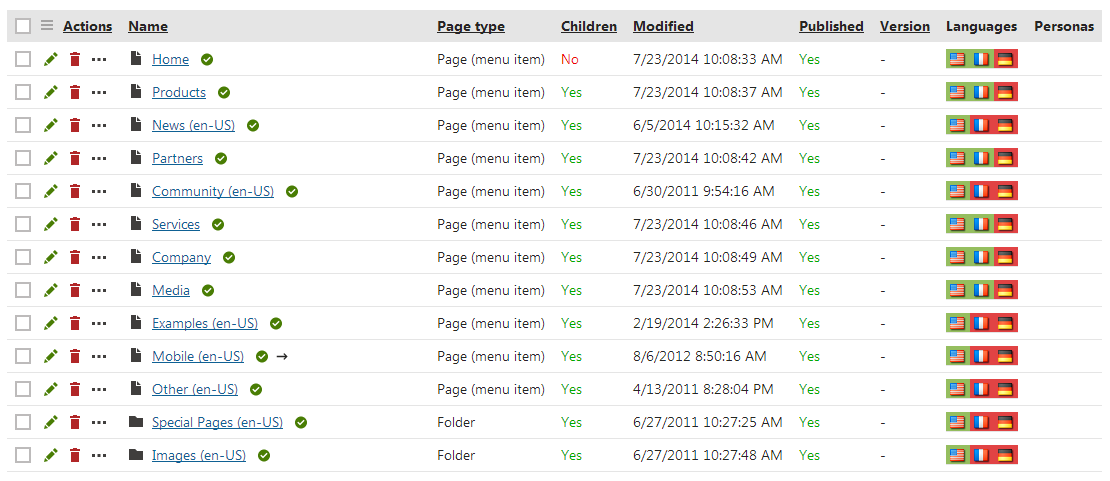 Actions Name Page type Children Modified Published Version Languages Personas
Home Page (menu item) No 7/23/2014 10:08:33 AM Yes -
Products Page (menu item) Yes 7/23/2014 10:08:37 AM Yes -
News (en-US) Page (menu item) Yes 6/5/2014 10:15:32 AM Yes -
Partners Page (menu item) Yes 7/23/2014 10:08:42 AM Yes -
Community (en-US) Page (menu item) Yes 6/30/2011 9:54:16 AM Yes -
Services Page (menu item) Yes 7/23/2014 10:08:46 AM Yes -
Company Page (menu item) Yes 7/23/2014 10:08:49 AM Yes -
Media Page (menu item) Yes 7/23/2014 10:08:53 AM Yes -
Examples (en-US) Page (menu item) Yes 2/19/2014 2:26:33 PM Yes -
Mobile (en-US) → Page (menu item) Yes 8/6/2012 8:50:16 AM Yes -
Other (en-US) Page (menu item) Yes 4/13/2011 8:28:04 PM Yes -
Special Pages (en-US) Folder Yes 6/27/2011 10:27:25 AM Yes -
Images (en-US) Folder Yes 6/27/2011 10:27:48 AM Yes -